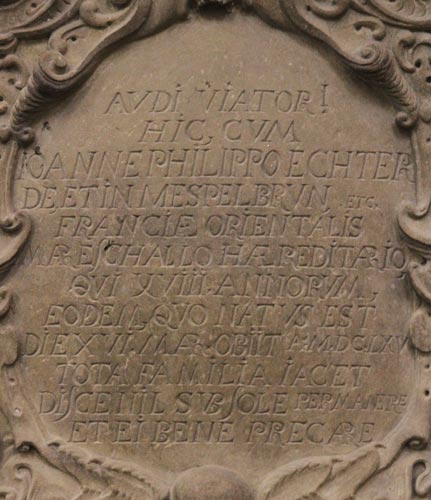 AVDI VIATOR!
HIC, CVM
IOANNE PHILIPPO ECHTER
DE, ET IN MESPELBRVN, ETC.
FRANCIÆ ORIENTALIS
MARESCHALLO HÆREDITARIO,
QVI XVIII ANNORVM,
EODEM, QVO NATVS EST
DIE XVI MAII OBIIT A: M.DC.LXV
TOTA FAMILIA IACET
DISCE NIL SVB SOLE PERMANERE
ET EI BENE PRECARE